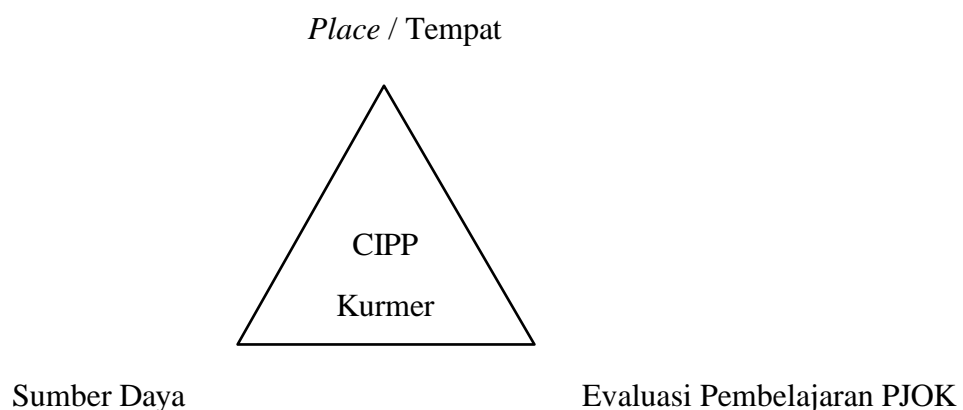 Place / Tempat
CIPP
Kurmer
Sumber Daya
Evaluasi Pembelajaran PJOK